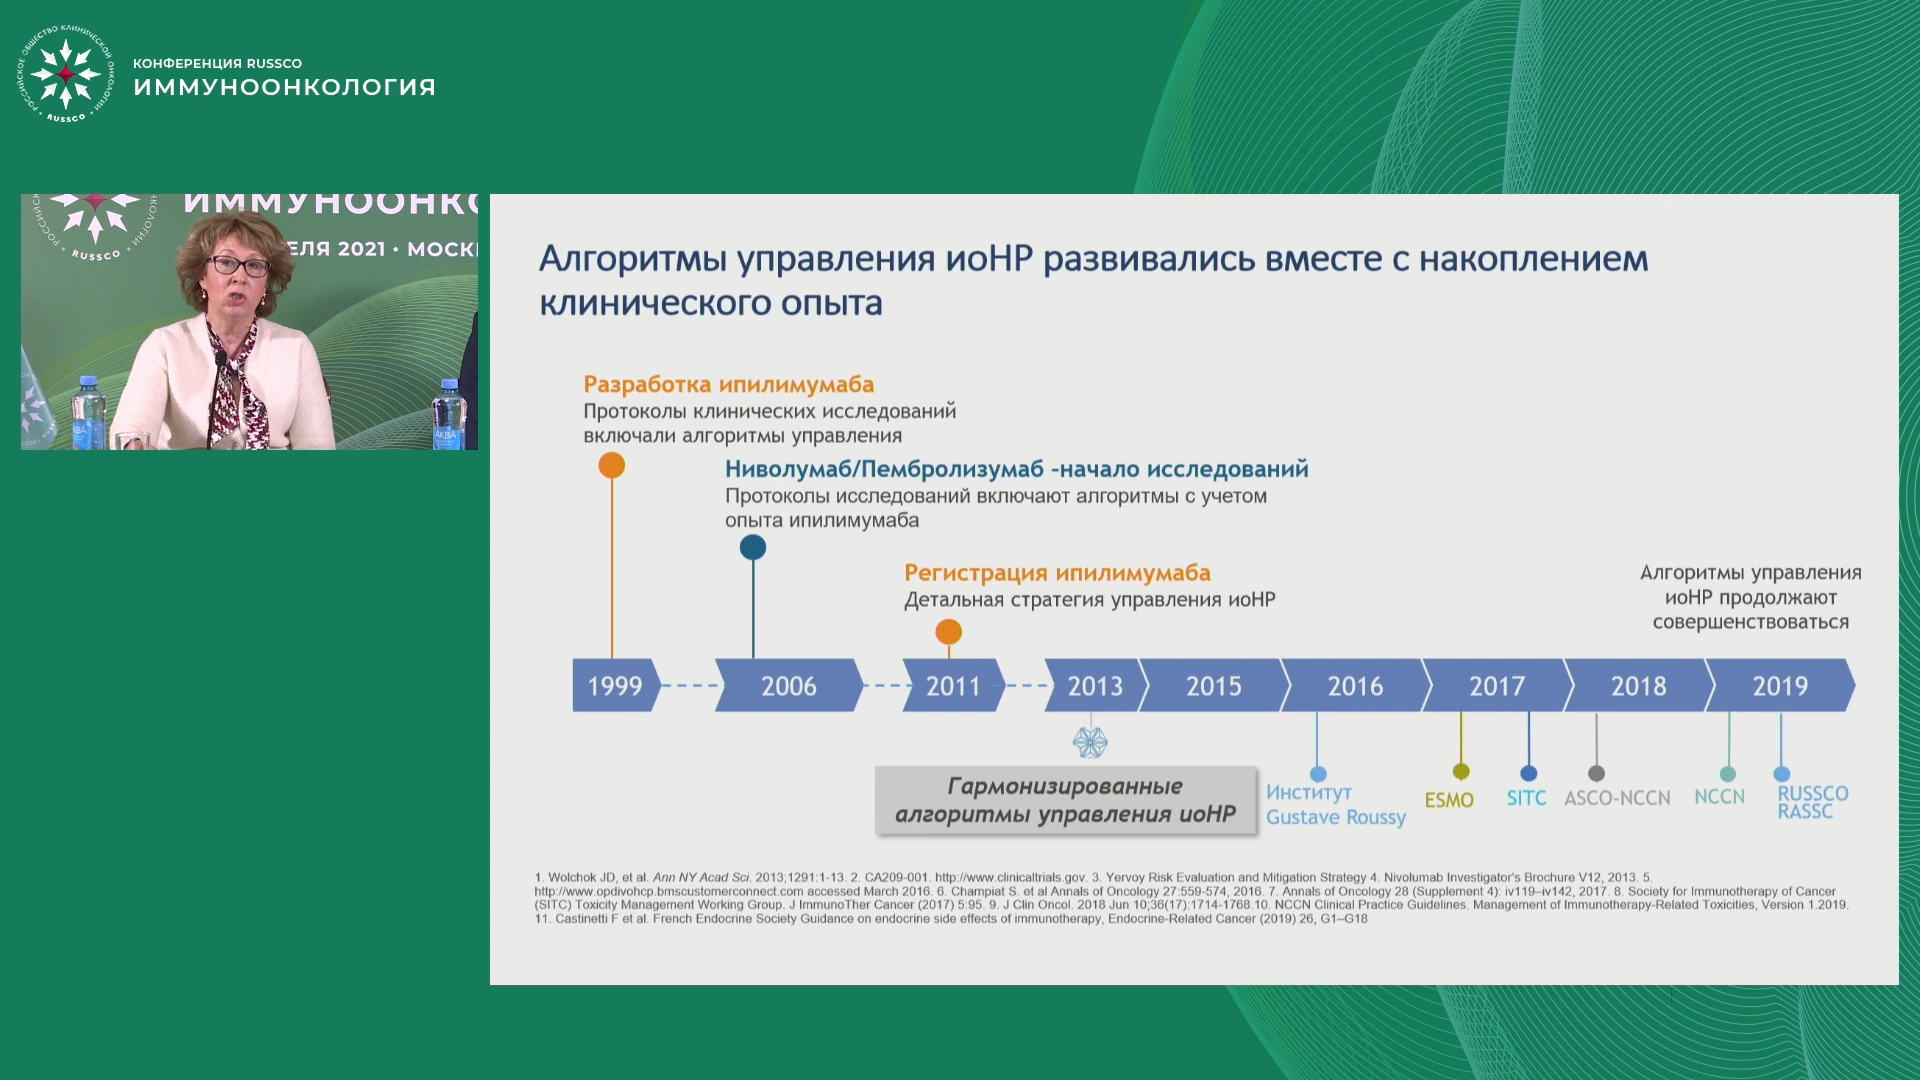 РОССИЙСКОЕ ОБЩЕСТВО КЛИНИЧЕСКОЙ ОНКОЛОГИИ
• RUSSCO •
КОНФЕРЕНЦИЯ RUSSCO
ИММУНООНКОЛОГИЯ
ИММУНООНКО
• RUSSCO •
ЕЛЯ 2021 • МОСК
АКВА
АКВА
Алгоритмы управления иоНР развивались вместе с накоплением
клинического опыта
Разработка ипилимумаба
Протоколы клинических исследований
включали алгоритмы управления
Ниволумаб/Пембролизумаб -начало исследований
Протоколы исследований включают алгоритмы с учетом
опыта ипилимумаба
Регистрация ипилимумаба
Детальная стратегия управления иоНР
Алгоритмы управления
иоНР продолжают
совершенствоваться
1999 2006 2011 2013 2015 2016 2017 2018 2019
Гармонизированные
алгоритмы управления иоНР
Институт
Gustave Roussy
ESMO
SITC
ASCO-NCCN
NCCN
RUSSCO
RASSC
1. Wolchok JD, et al. Ann NY Acad Sci. 2013;1291:1-13. 2. CA209-001. http://www.clinicaltrials.gov. 3. Yervoy Risk Evaluation and Mitigation Strategy 4. Nivolumab Investigator's Brochure V12, 2013. 5.
http://www.opdivohcp.bmscustomerconnect.com accessed March 2016. 6. Champiat S. et al Annals of Oncology 27:559-574, 2016. 7. Annals of Oncology 28 (Supplement 4): iv119–iv142, 2017. 8. Society for Immunotherapy of Cancer
(SITC) Toxicity Management Working Group. J ImmunoTher Cancer (2017) 5:95. 9. J Clin Oncol. 2018 Jun 10;36(17):1714-1768.10. NCCN Clinical Practice Guidelines. Management of Immunotherapy-Related Toxicities, Version 1.2019.
11. Castinetti F et al. French Endocrine Society Guidance on endocrine side effects of immunotherapy, Endocrine-Related Cancer (2019) 26, G1–G18